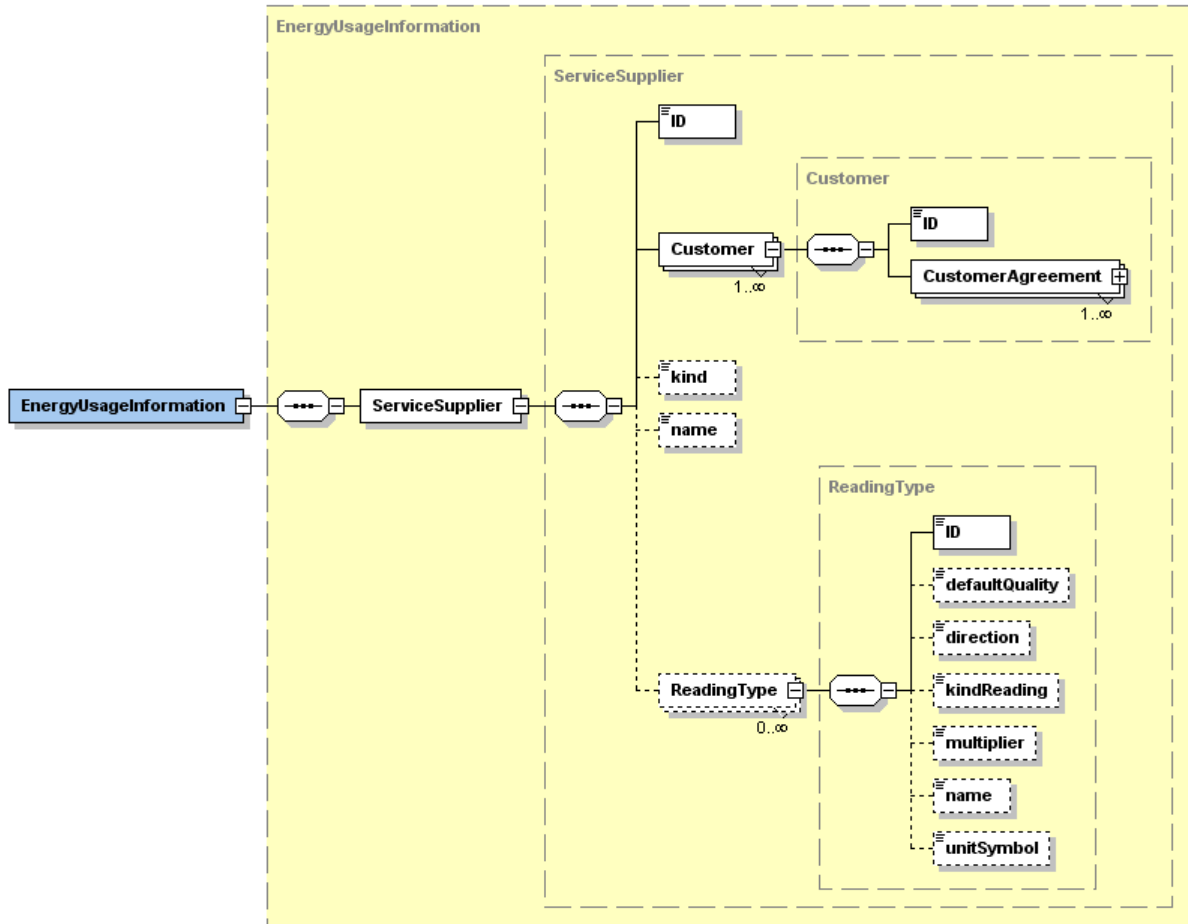 EnergyUsageInformation
ServiceSupplier
ID
Customer
ID
Customer
1..∞
CustomerAgreement
1..∞
kind
EnergyUsageInformation
ServiceSupplier
name
ReadingType
ID
defaultQuality
direction
kindReading
ReadingType
0..∞
multiplier
name
unitSymbol